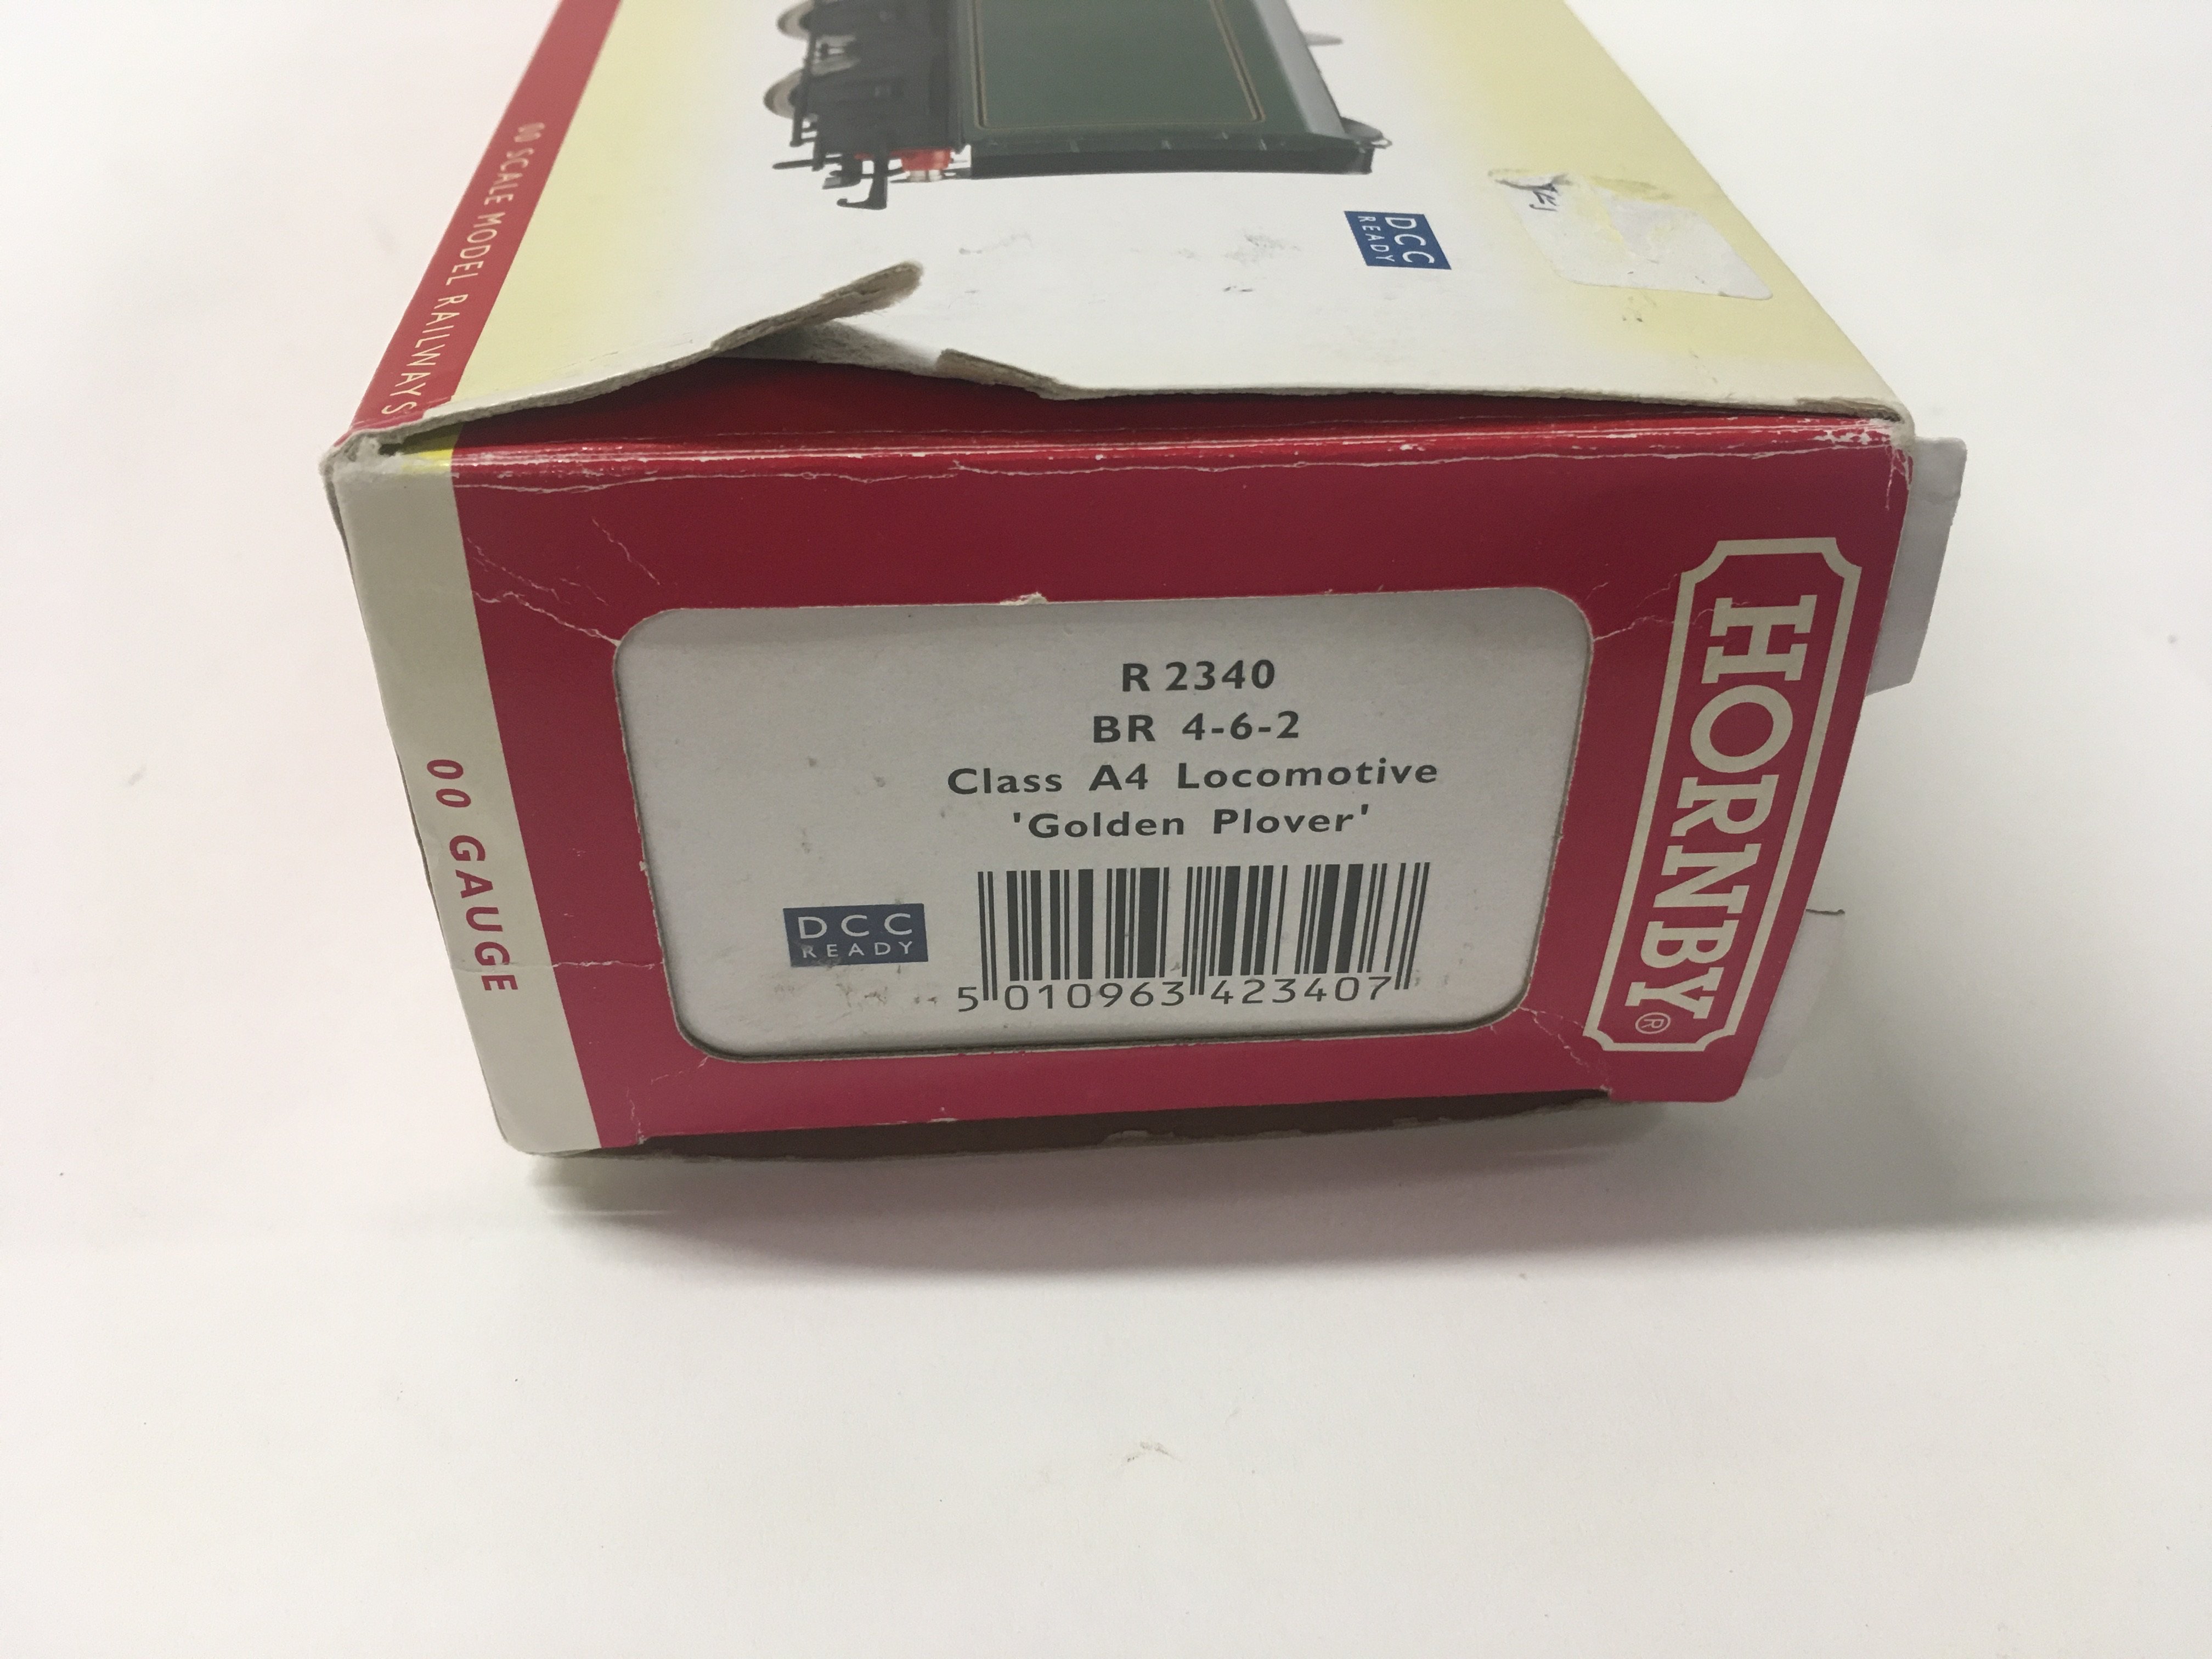 00 SCALE MODEL RAILWAYS
DCC
READY
R 2340
BR 4-6-2
Class A4 Locomotive
'Golden Plover'
DCC
READY
5 010963 423407
00 GAUGE
HORNBY®